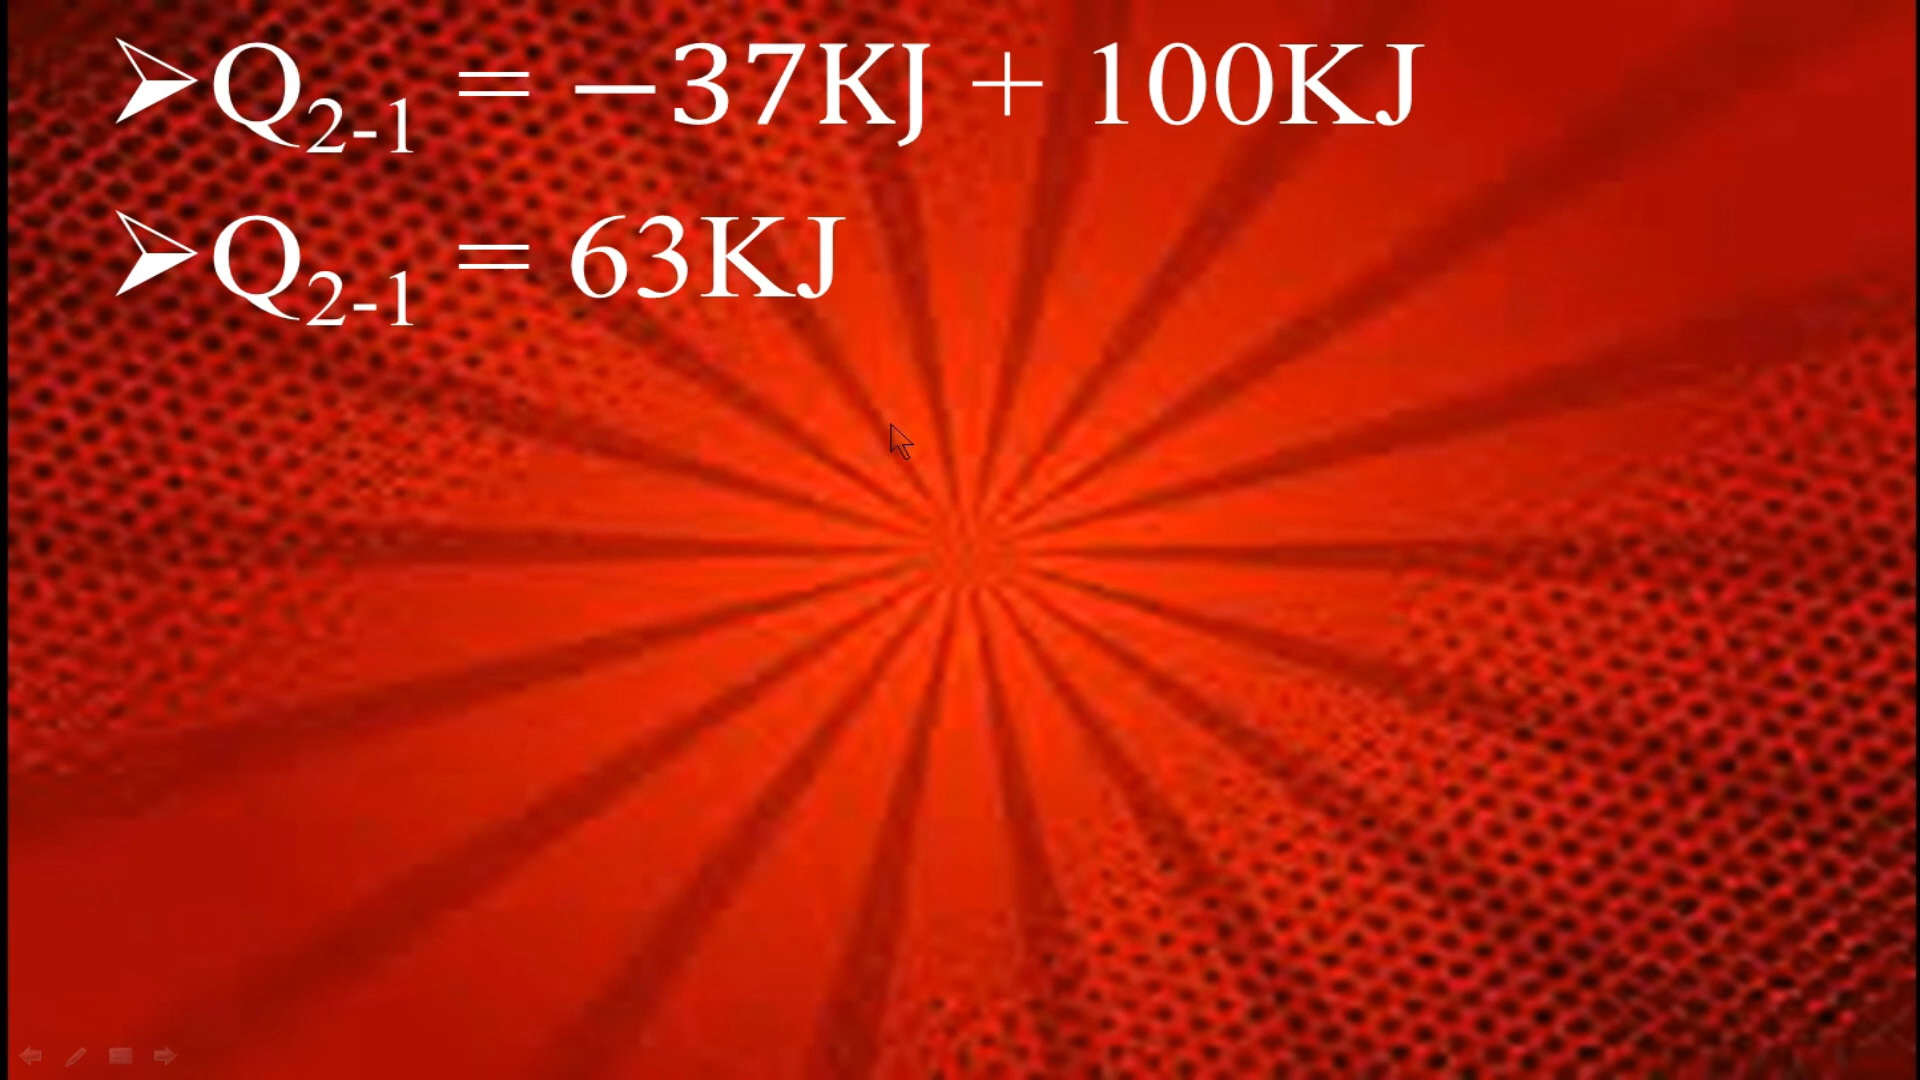 ➢Q₂₋₁ = −37KJ + 100KJ
➢Q₂₋₁ = 63KJ